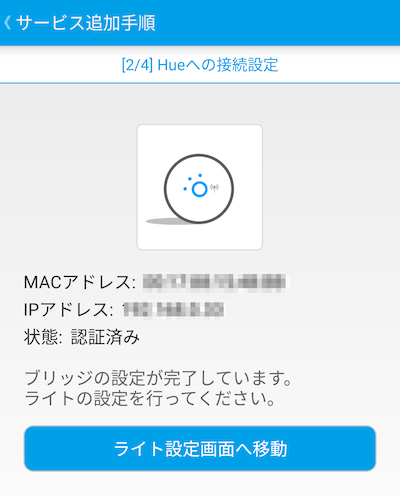 サービス追加手順
[2/4] Hueへの接続設定
MACアドレス:
IPアドレス:
状態: 認証済み
ブリッジの設定が完了しています。
ライトの設定を行ってください。
ライト設定画面へ移動